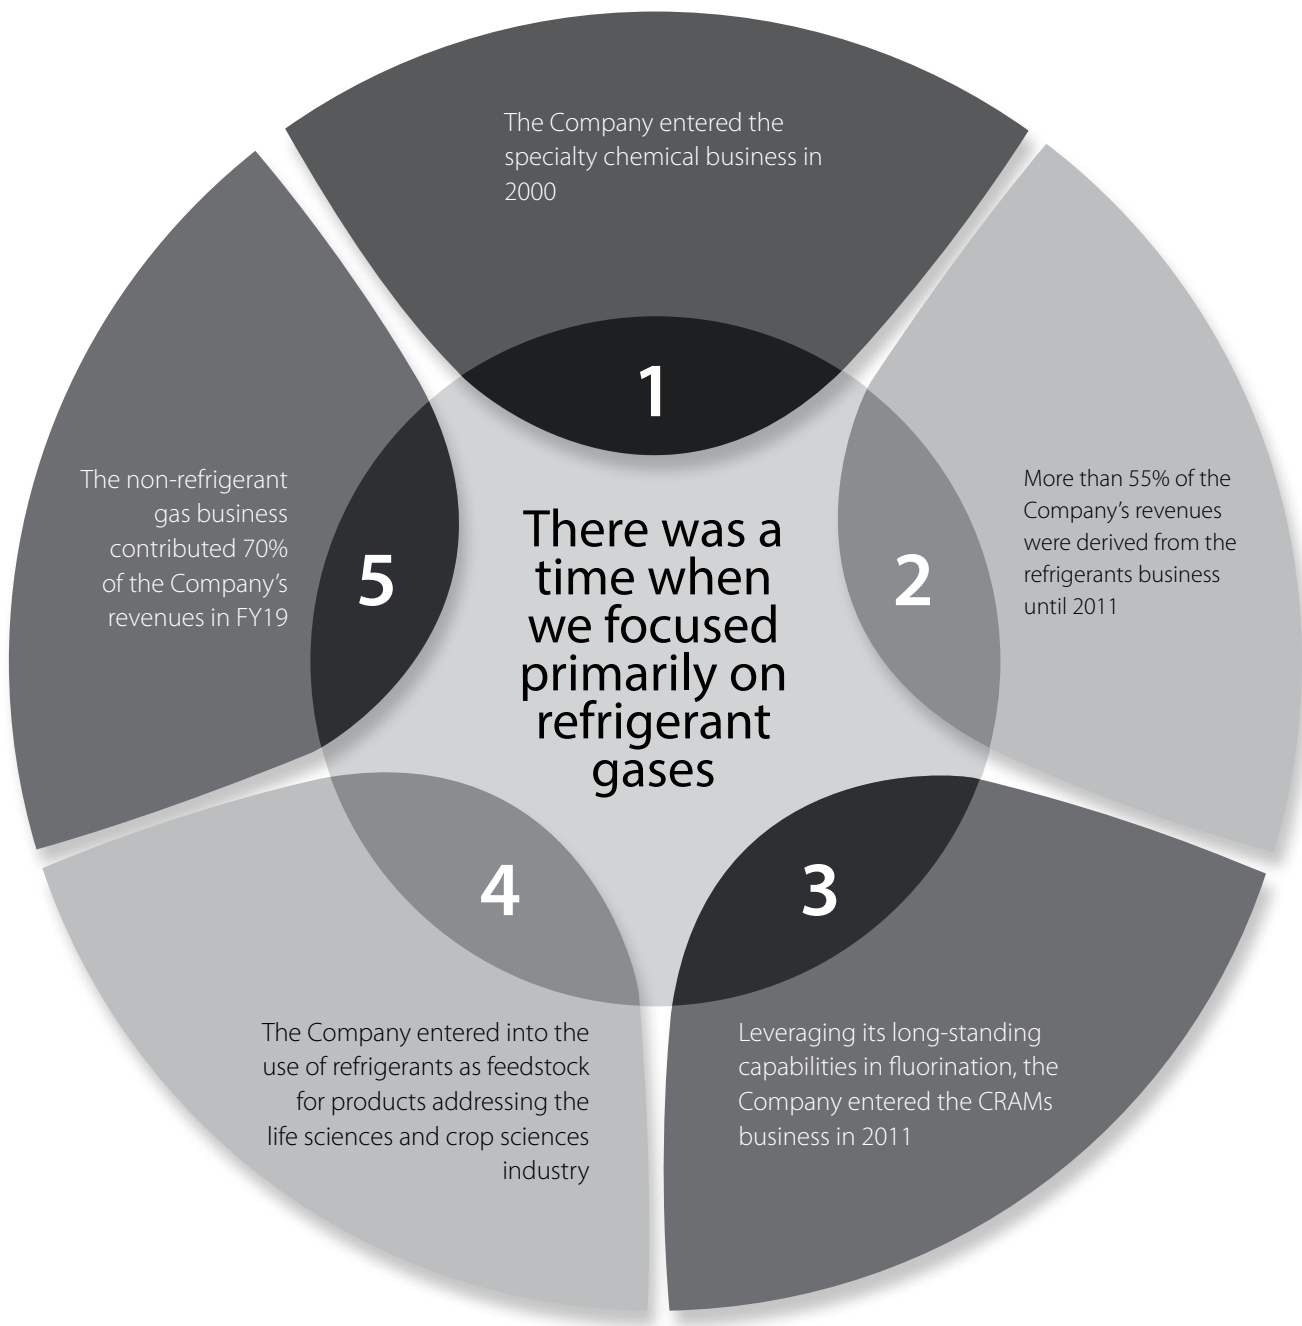 The Company entered the
specialty chemical business in
2000
1
More than 55% of the
Company's revenues
were derived from the
refrigerants business
until 2011
2
Leveraging its long-standing
capabilities in fluorination, the
Company entered the CRAMs
business in 2011
3
The Company entered into the
use of refrigerants as feedstock
for products addressing the
life sciences and crop sciences
industry
4
The non-refrigerant
gas business
contributed 70%
of the Company's
revenues in FY19
5
There was a
time when
we focused
primarily on
refrigerant
gases